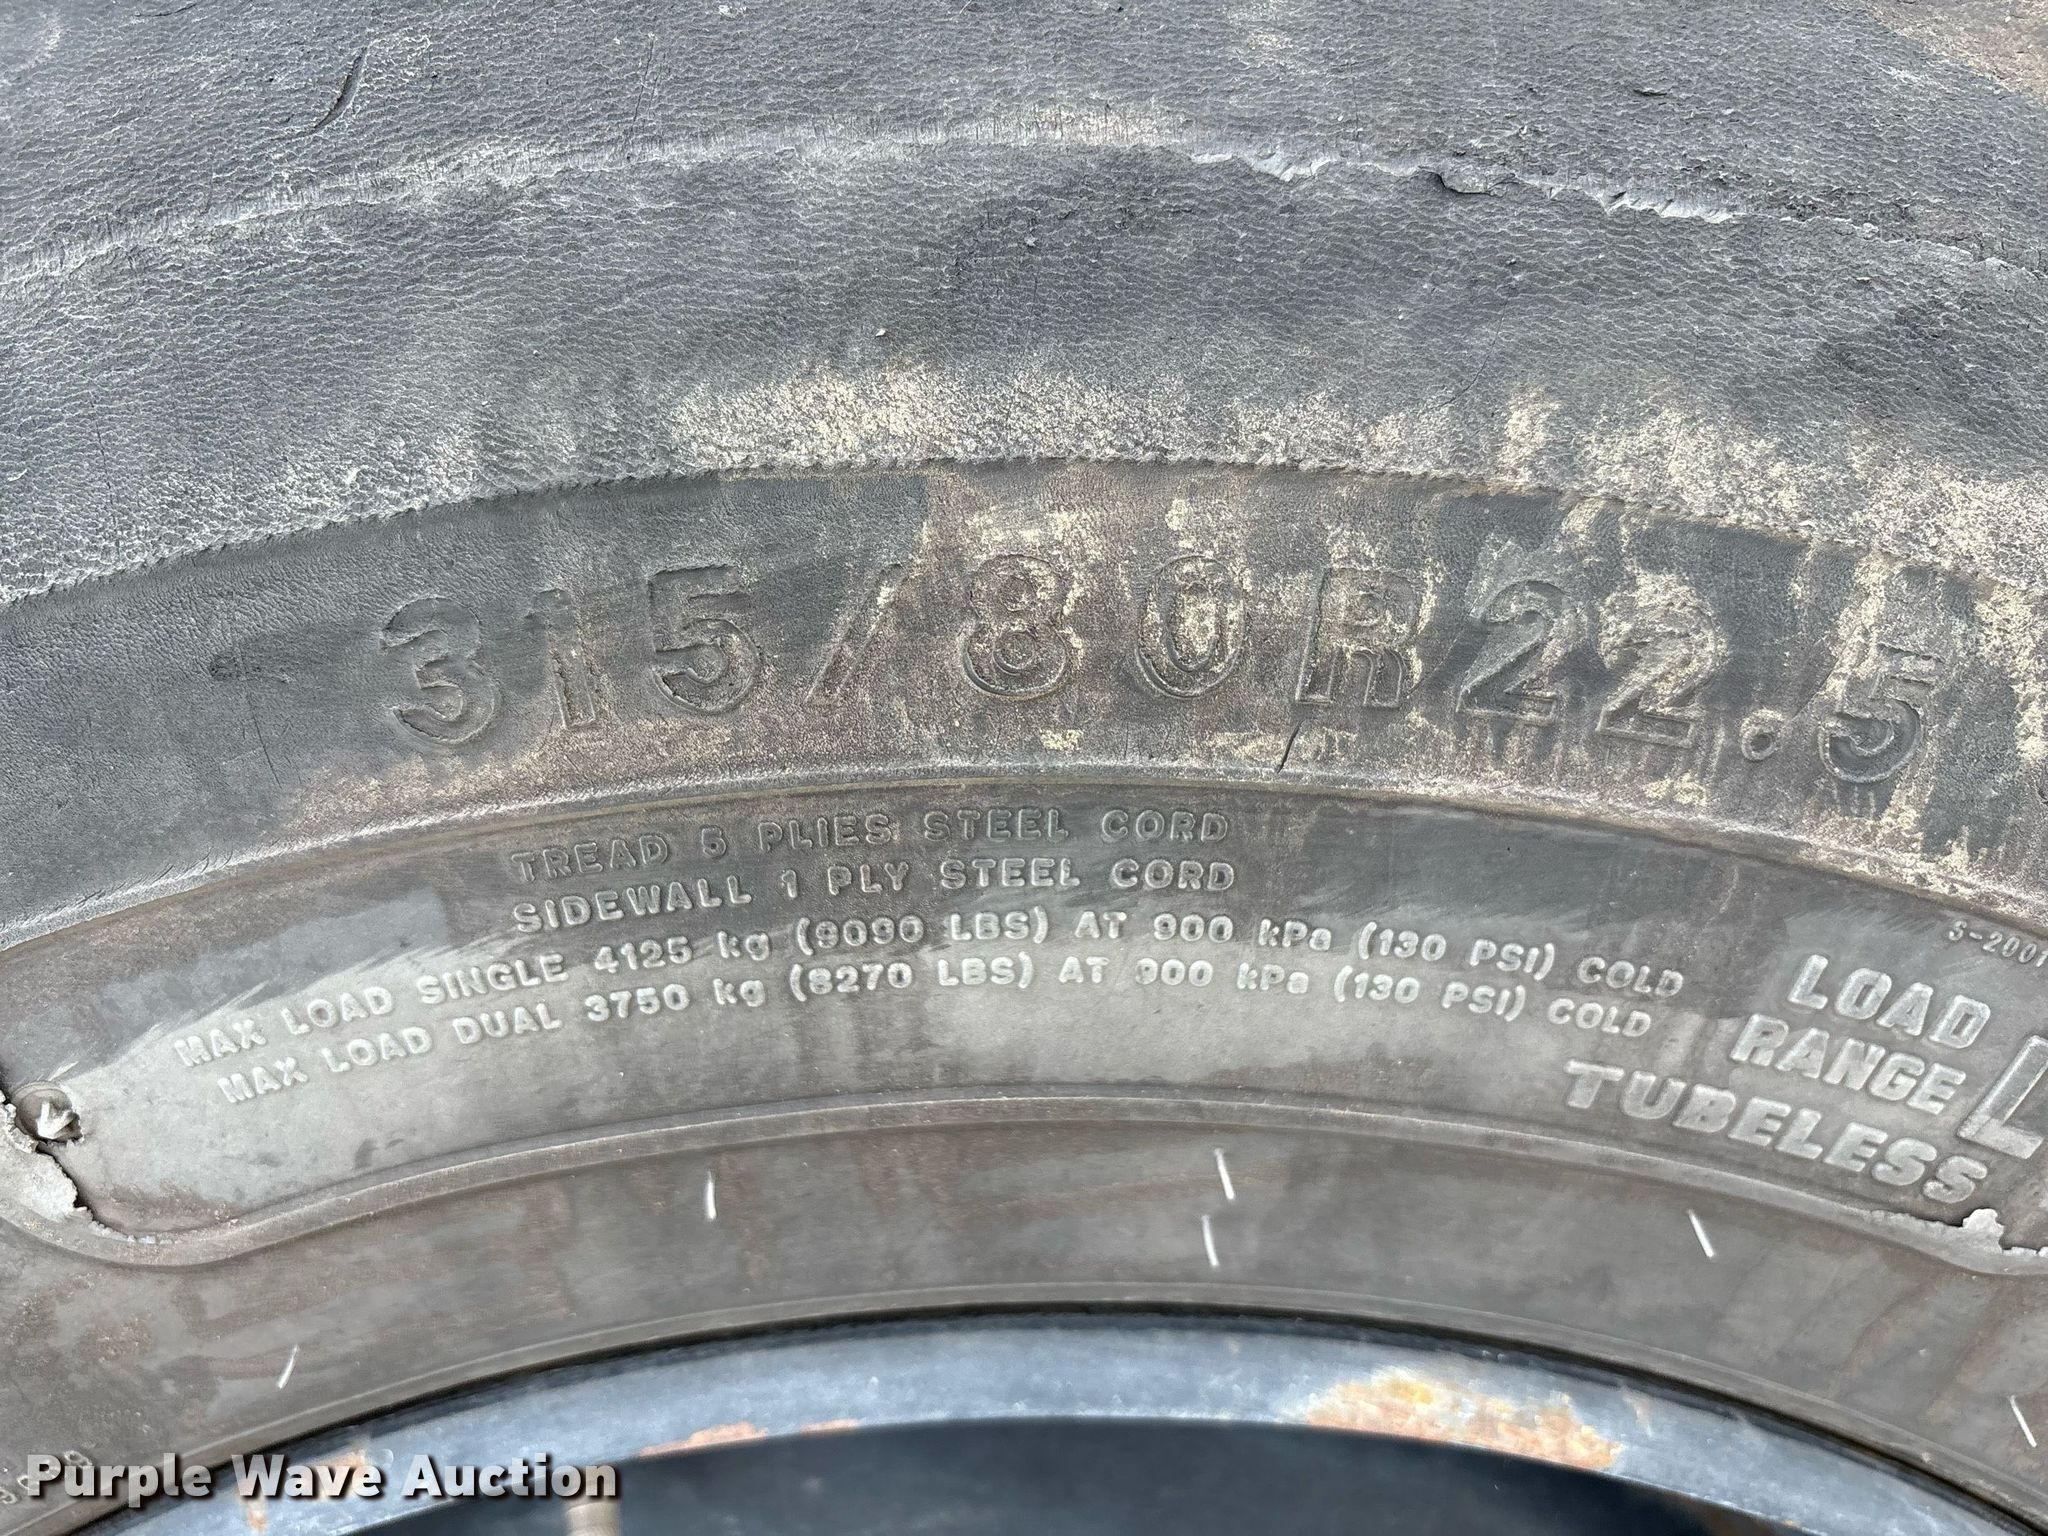 315/80R22.5
TREAD 5 PLIES STEEL CORD
SIDEWALL 1 PLY STEEL CORD
MAX LOAD SINGLE 4125 kg (9090 LBS) AT 900 kPa (130 PSI) COLD
MAX LOAD DUAL 3750 kg (8270 LBS) AT 900 kPa (130 PSI) COLD
S-2001
LOAD
RANGE L
TUBELESS
Purple Wave Auction